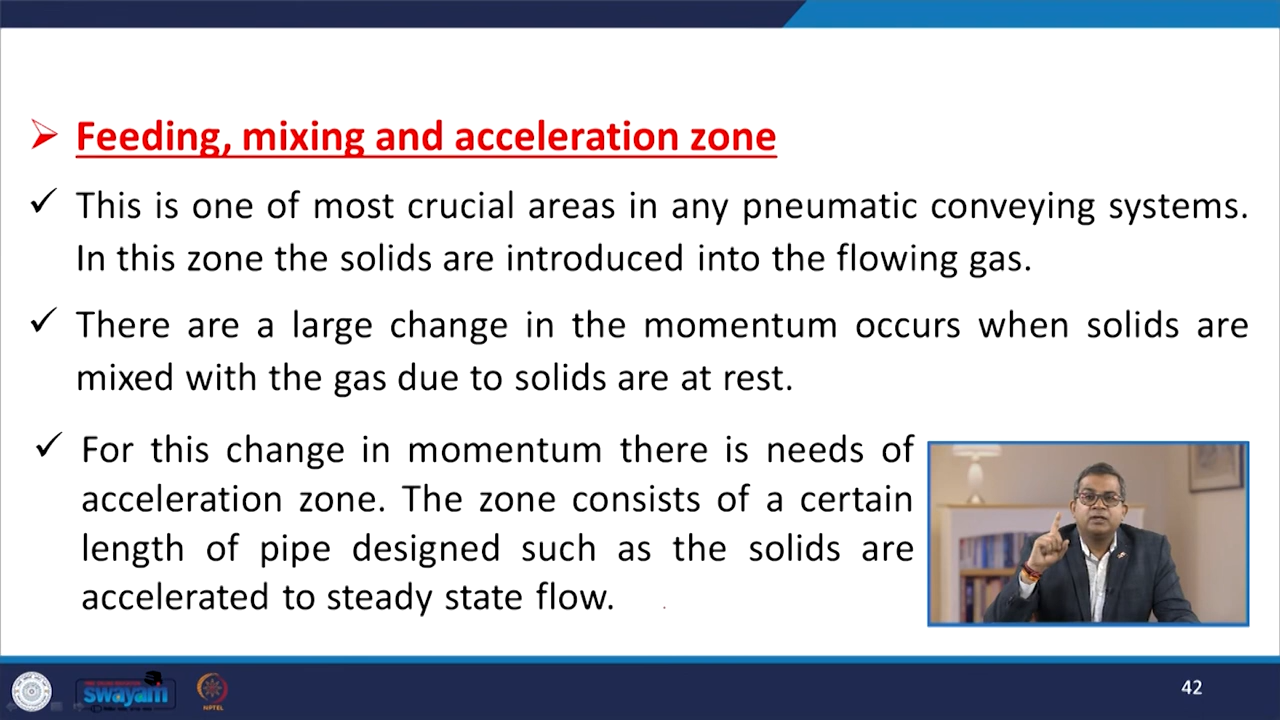 Feeding, mixing and acceleration zone
This is one of most crucial areas in any pneumatic conveying systems.
In this zone the solids are introduced into the flowing gas.
There are a large change in the momentum occurs when solids are
mixed with the gas due to solids are at rest.
For this change in momentum there is needs of
acceleration zone. The zone consists of a certain
length of pipe designed such as the solids are
accelerated to steady state flow.
swayam
NPTEL
42